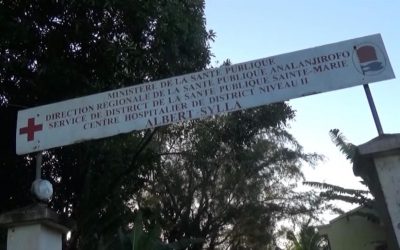 MINISTERE DE LA SANTE PUBLIQUE
DIRECTION REGIONALE DE LA SANTE PUBLIQUE ANALANJIROFO
SERVICE DE DISTRICT DE LA SANTE PUBLIQUE SAINTE-MARIE
CENTRE HOSPITALIER DE DISTRICT NIVEAU II
ALBERT SYLLA